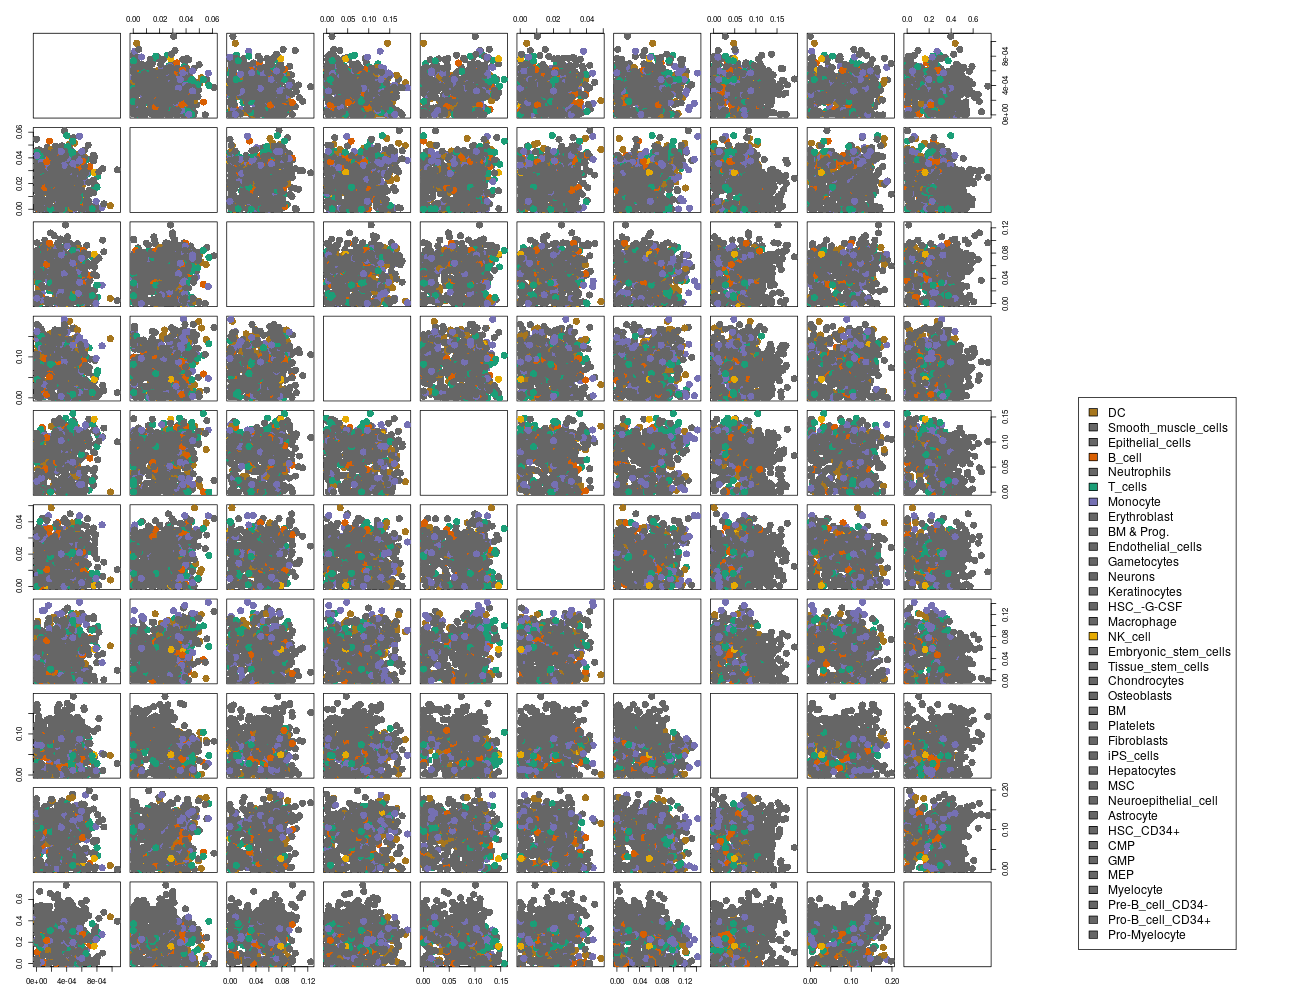 0.00 0.02 0.04 0.06
0.00 0.05 0.10 0.15
0.00 0.02 0.04
0.00 0.05 0.10 0.15
0.0 0.2 0.4 0.6
0e+00 4e-04 8e-04
0.00 0.02 0.04 0.06
0.00 0.04 0.08 0.12
0.00 0.10
0.00 0.05 0.10 0.15
0.00 0.02 0.04
0.00 0.04 0.08 0.12
0.00 0.10
0.00 0.10 0.20
0.0 0.2 0.4 0.6
0e+00 4e-04 8e-04
0.00 0.04 0.08 0.12
0.00 0.05 0.10 0.15
0.00 0.04 0.08 0.12
0.00 0.10 0.20
DC
Smooth_muscle_cells
Epithelial_cells
B_cell
Neutrophils
T_cells
Monocyte
Erythroblast
BM & Prog.
Endothelial_cells
Gametocytes
Neurons
Keratinocytes
HSC_-G-CSF
Macrophage
NK_cell
Embryonic_stem_cells
Tissue_stem_cells
Chondrocytes
Osteoblasts
BM
Platelets
Fibroblasts
iPS_cells
Hepatocytes
MSC
Neuroepithelial_cell
Astrocyte
HSC_CD34+
CMP
GMP
MEP
Myelocyte
Pre-B_cell_CD34-
Pro-B_cell_CD34+
Pro-Myelocyte